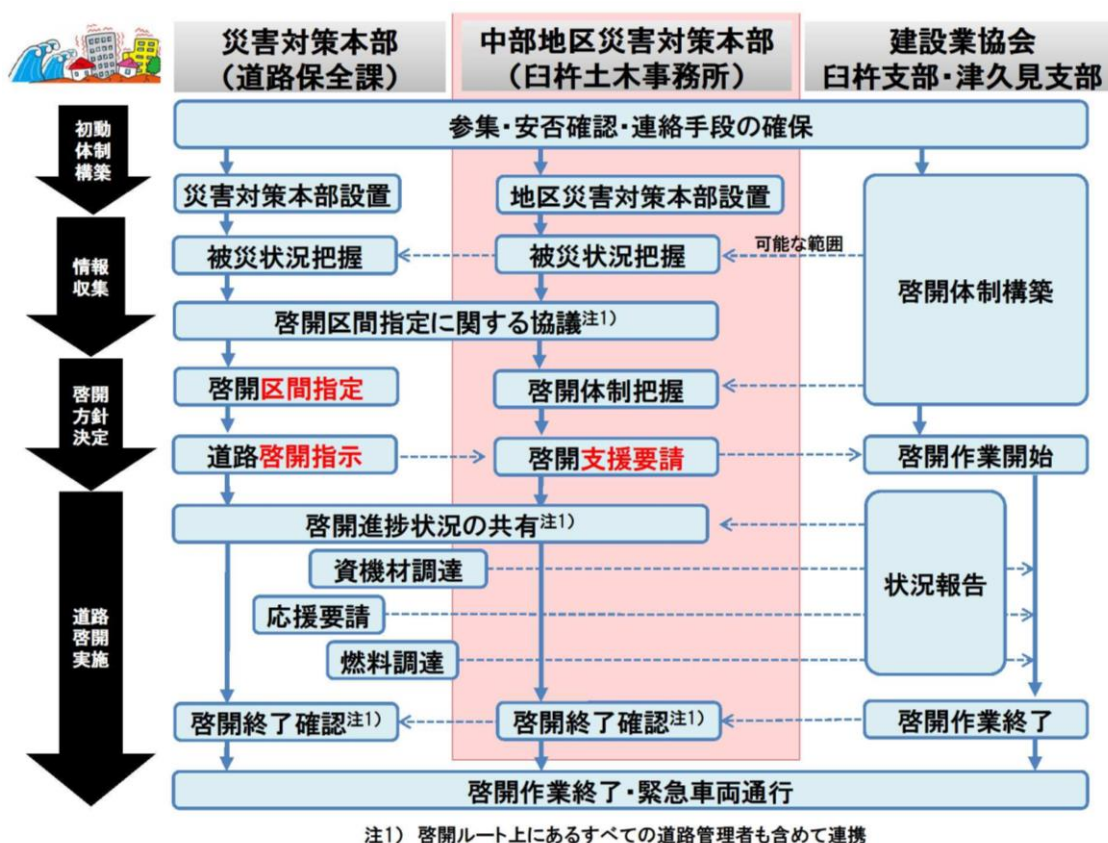 災害対策本部
（道路保全課）
中部地区災害対策本部
（臼杵土木事務所）
建設業協会
臼杵支部・津久見支部
初動
体制
構築
参集・安否確認・連絡手段の確保
災害対策本部設置
地区災害対策本部設置
情報
収集
被災状況把握
被災状況把握
可能な範囲
啓開体制構築
啓開区間指定に関する協議注1）
啓開
方針
決定
啓開区間指定
啓開体制把握
道路啓開指示
啓開支援要請
啓開作業開始
道路
啓開
実施
啓開進捗状況の共有注1）
資機材調達
応援要請
燃料調達
状況報告
啓開終了確認注1）
啓開終了確認注1）
啓開作業終了
啓開作業終了・緊急車両通行
注1） 啓開ルート上にあるすべての道路管理者も含めて連携